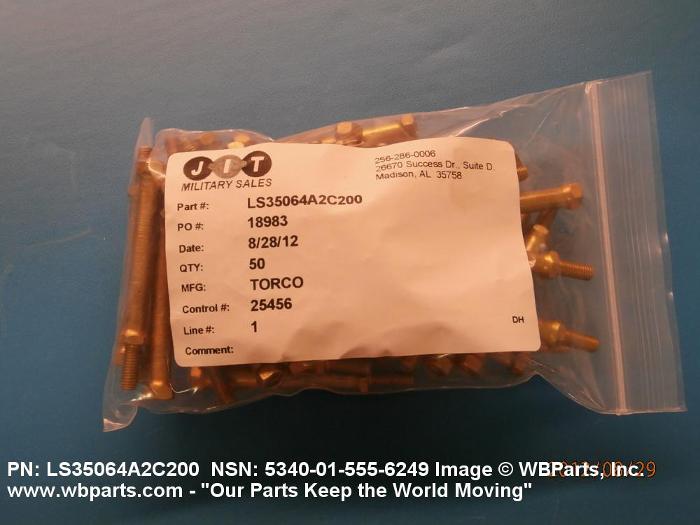 JIT
MILITARY SALES
256-286-0006
26670 Success Dr., Suite D.
Madison, AL 35758
Part #: LS35064A2C200
PO #: 18983
Date: 8/28/12
QTY: 50
MFG: TORCO
Control #: 25456
Line #: 1
DH
Comment:
PN: LS35064A2C200 NSN: 5340-01-555-6249 Image © WBParts, Inc.
www.wbparts.com - "Our Parts Keep the World Moving"